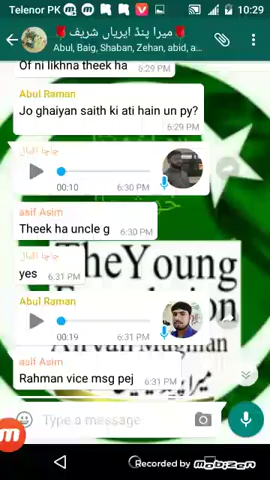 Telenor PK
10:29
🌹میرا پنڈ اپریاں شریف🌹
Abul, Baig, Shaban, Zehan, abid, a...
Of ni likhna theek ha
6:29 PM
Abul Raman
Jo ghaiyan saith ki ati hain un py?
6:29 PM
چاچا اقبال
00:10
6:30 PM
asif Asim
Theek ha uncle g
6:30 PM
چاچا اقبال
yes
6:31 PM
The Young
Abul Raman
00:19
6:31 PM
asif Asim
Rahman vice msg pej
6:31 PM
Type a message
Recorded by
mobizen